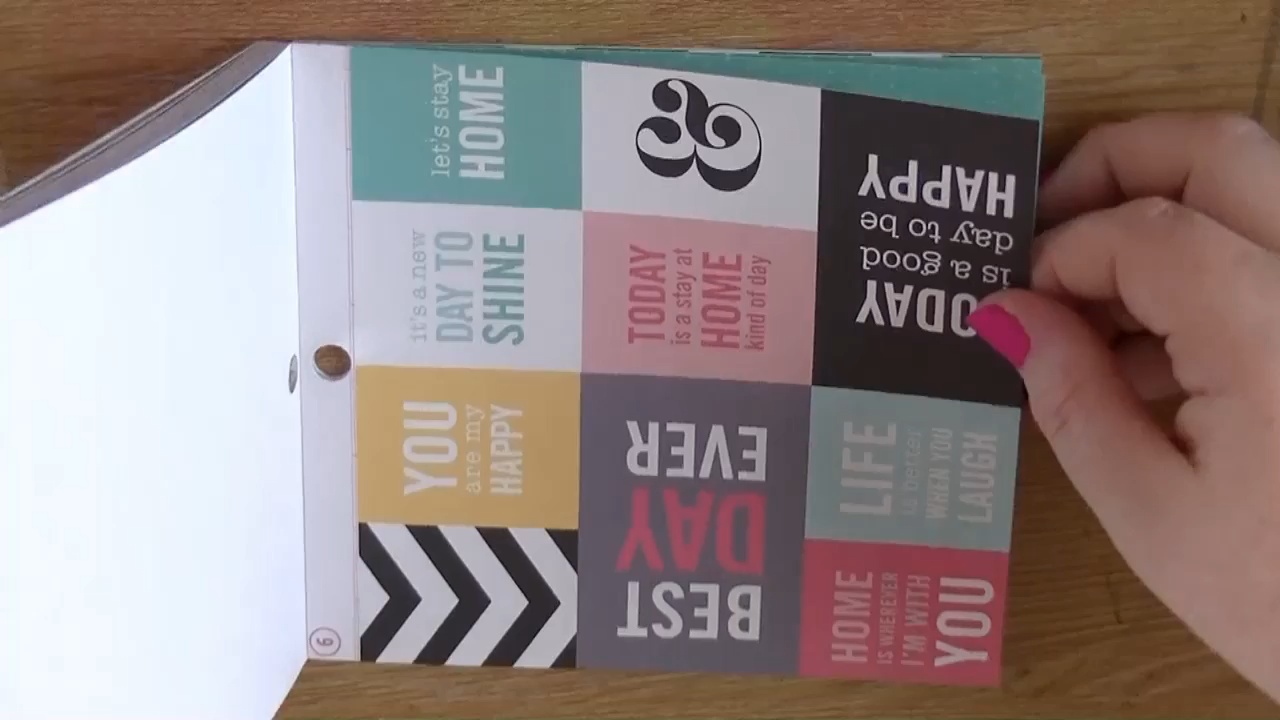 let's stay
HOME
&
TODAY
is a good
day to be
HAPPY
it's a new
DAY TO
SHINE
TODAY
is a stay at
HOME
kind of day
YOU
are my
HAPPY
BEST
DAY
EVER
LIFE
is better
WHEN YOU
LAUGH
HOME
IS WHEREVER
I'M WITH
YOU
6